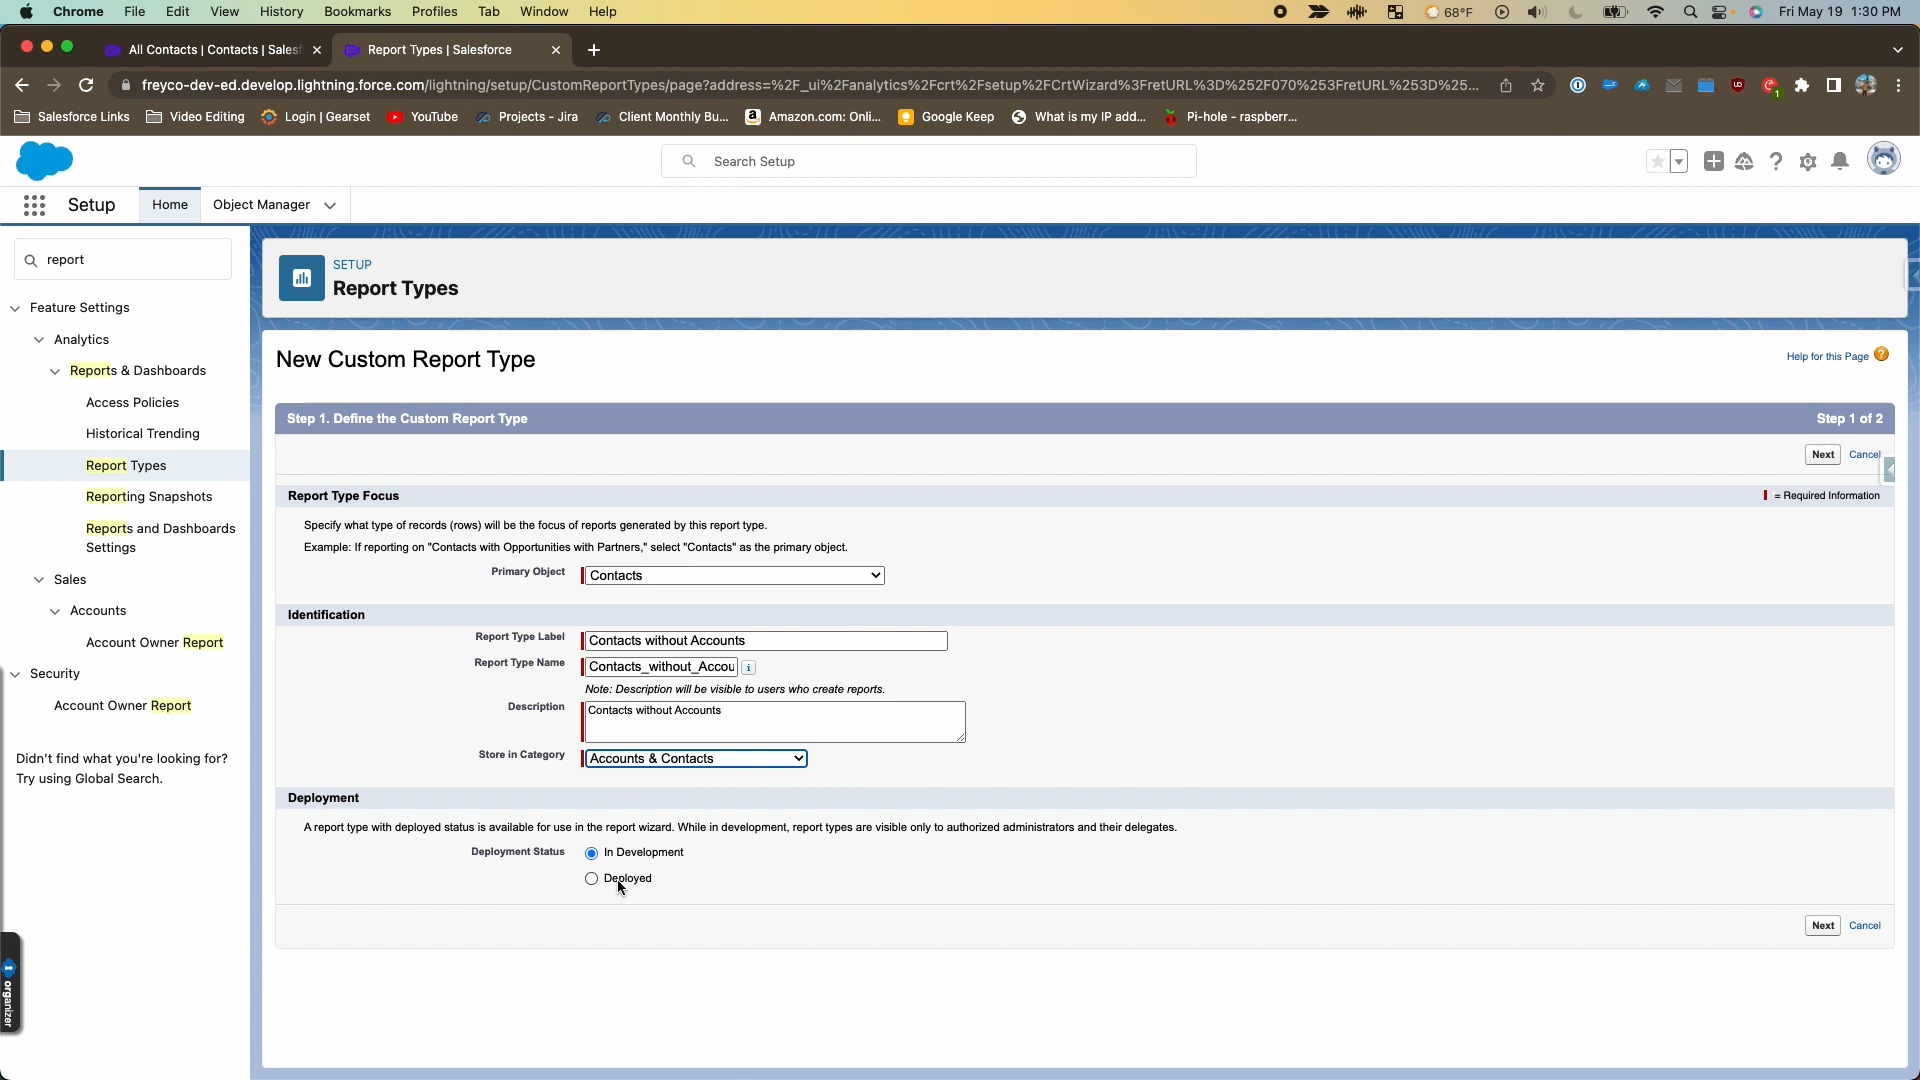 Chrome File Edit View History Bookmarks Profiles Tab Window Help
68°F
Fri May 19 1:30 PM
All Contacts | Contacts | Sales
Report Types | Salesforce
freyco-dev-ed.develop.lightning.force.com/lightning/setup/CustomReportTypes/page?address=%2F_ui%2Fanalytics%2Fcrt%2Fsetup%2FCrtWizard%3FretURL%3D%252F070%253FretURL%253D%25...
Salesforce Links
Video Editing
Login | Gearset
YouTube
Projects - Jira
Client Monthly Bu...
Amazon.com: Onli...
Google Keep
What is my IP add...
Pi-hole - raspberr...
Search Setup
Setup
Home
Object Manager
report
Feature Settings
Analytics
Reports & Dashboards
Access Policies
Historical Trending
Report Types
Reporting Snapshots
Reports and Dashboards
Settings
Sales
Accounts
Account Owner Report
Security
Account Owner Report
Didn't find what you're looking for?
Try using Global Search.
organizer
SETUP
Report Types
New Custom Report Type
Help for this Page
Step 1. Define the Custom Report Type
Step 1 of 2
Next
Cancel
Report Type Focus
= Required Information
Specify what type of records (rows) will be the focus of reports generated by this report type.
Example: If reporting on "Contacts with Opportunities with Partners," select "Contacts" as the primary object.
Primary Object
Contacts
Identification
Report Type Label
Contacts without Accounts
Report Type Name
Contacts_without_Accou
i
Note: Description will be visible to users who create reports.
Description
Contacts without Accounts
Store in Category
Accounts & Contacts
Deployment
A report type with deployed status is available for use in the report wizard. While in development, report types are visible only to authorized administrators and their delegates.
Deployment Status
In Development
Deployed
Next
Cancel